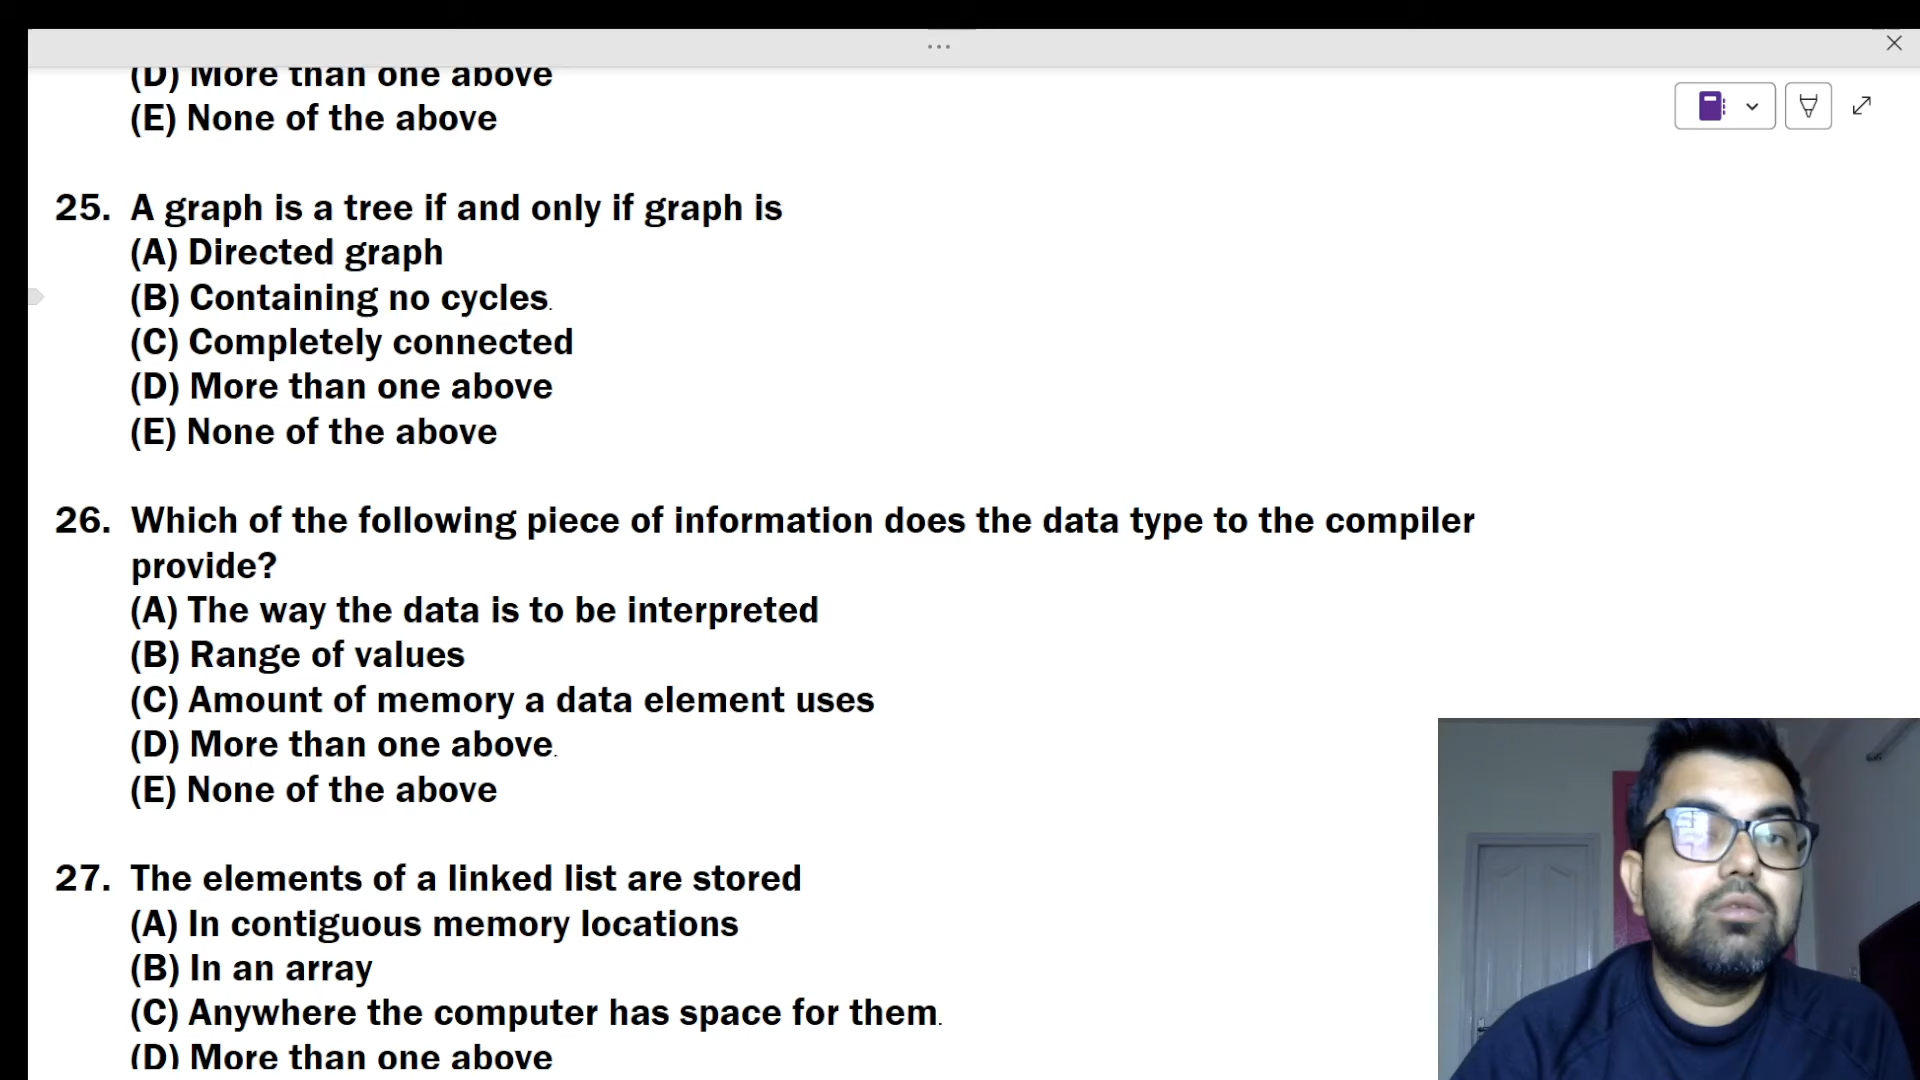 (D) More than one above
(E) None of the above
25. A graph is a tree if and only if graph is
(A) Directed graph
(B) Containing no cycles.
(C) Completely connected
(D) More than one above
(E) None of the above
26. Which of the following piece of information does the data type to the compiler
provide?
(A) The way the data is to be interpreted
(B) Range of values
(C) Amount of memory a data element uses
(D) More than one above.
(E) None of the above
27. The elements of a linked list are stored
(A) In contiguous memory locations
(B) In an array
(C) Anywhere the computer has space for them.
(D) More than one above